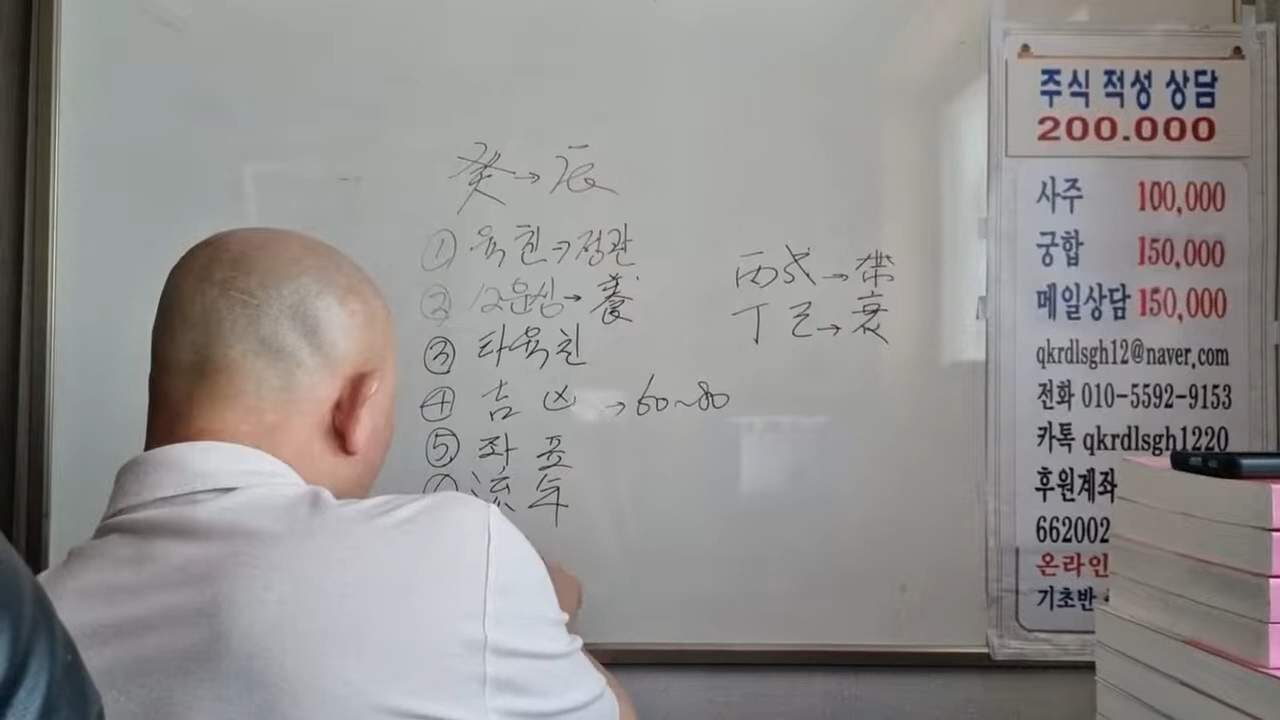 癸→辰
① 육친→정관
② 12운성→養
③ 타육친
④ 吉凶 →60~80
⑤ 좌표
流年
丙戌→帶
丁己→衰
주식 적성 상담
200.000
사주 100,000
궁합 150,000
메일상담 150,000
qkrdlsgh12@naver,com
전화 010-5592-9153
카톡 qkrdlsgh1220
후원계좌
662002
온라인
기초반